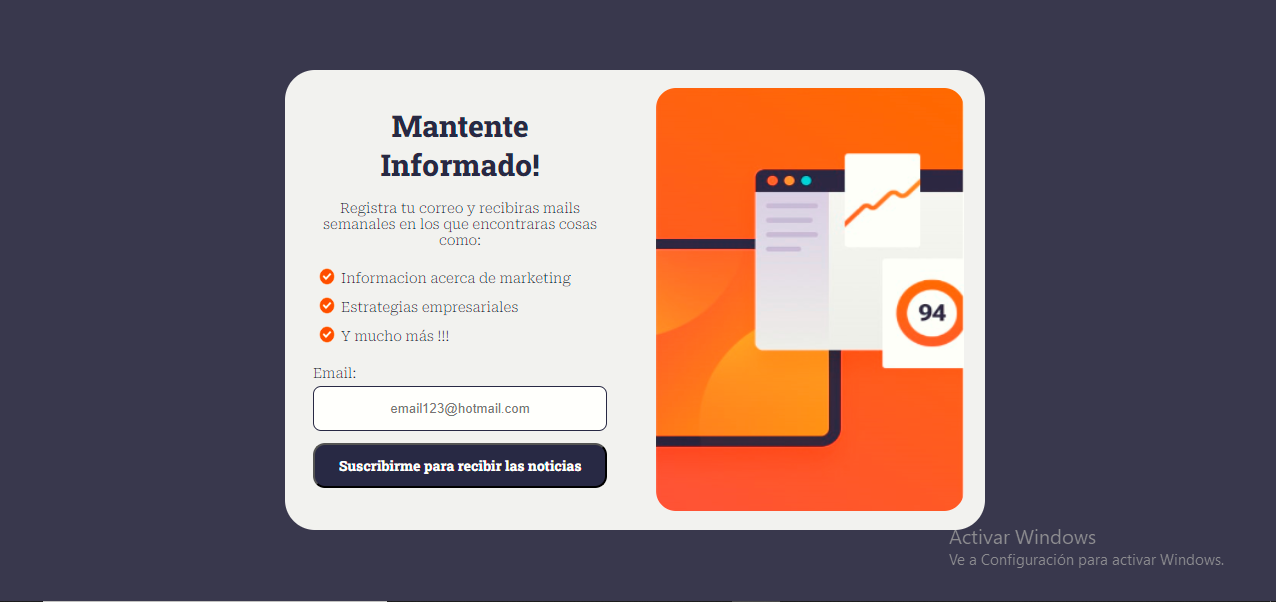 Mantente
Informado!
Registra tu correo y recibiras mails
semanales en los que encontraras cosas
como:
Informacion acerca de marketing
Estrategias empresariales
Y mucho más !!!
Email:
email123@hotmail.com
Suscribirme para recibir las noticias
94
Activar Windows
Ve a Configuración para activar Windows.